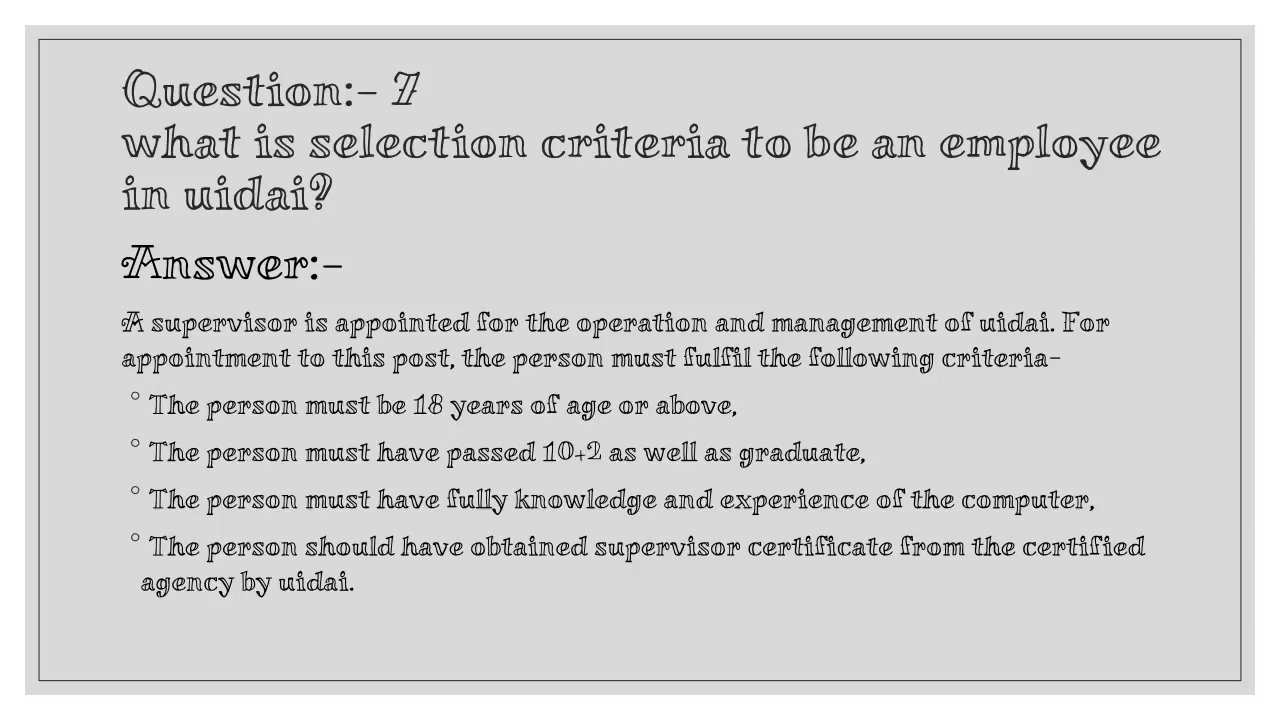 Question:- 7
what is selection criteria to be an employee
in uidai?
Answer:-
A supervisor is appointed for the operation and management of uidai. For
appointment to this post, the person must fulfil the following criteria-
° The person must be 18 years of age or above,
° The person must have passed 10+2 as well as graduate,
° The person must have fully knowledge and experience of the computer,
° The person should have obtained supervisor certificate from the certified
agency by uidai.